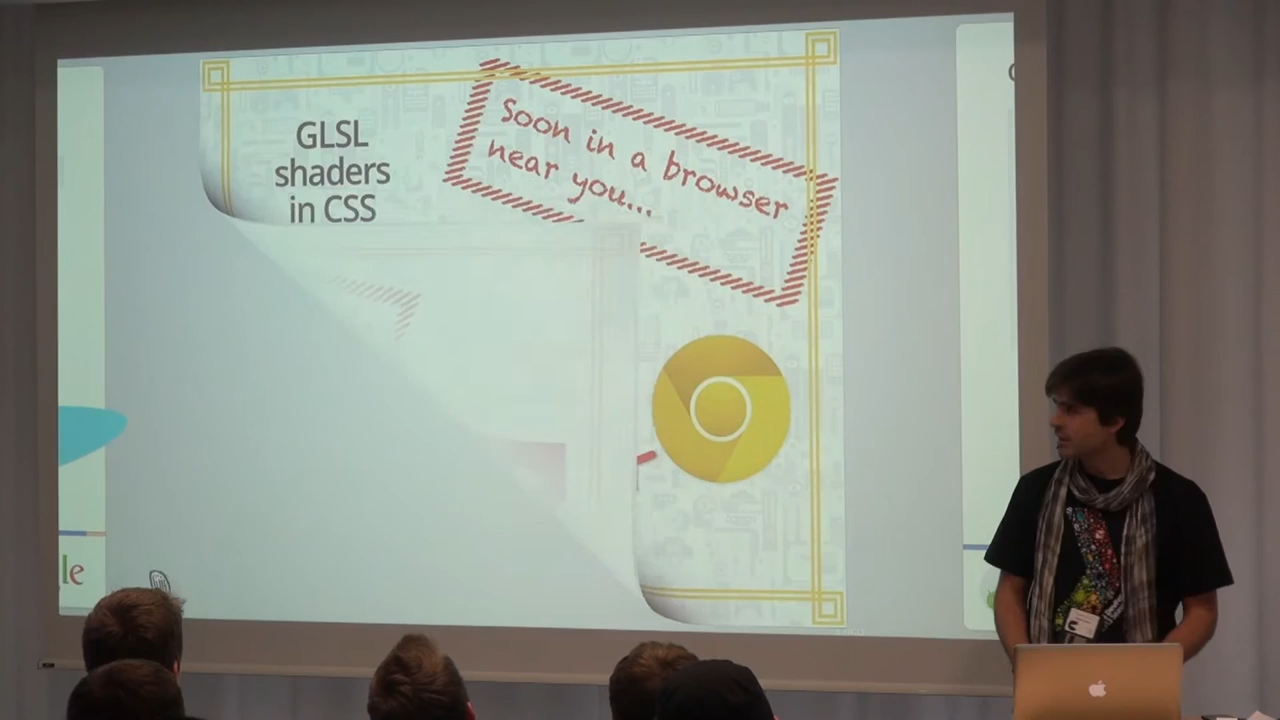 GLSL
shaders
in CSS
Soon in a browser
near you...
le